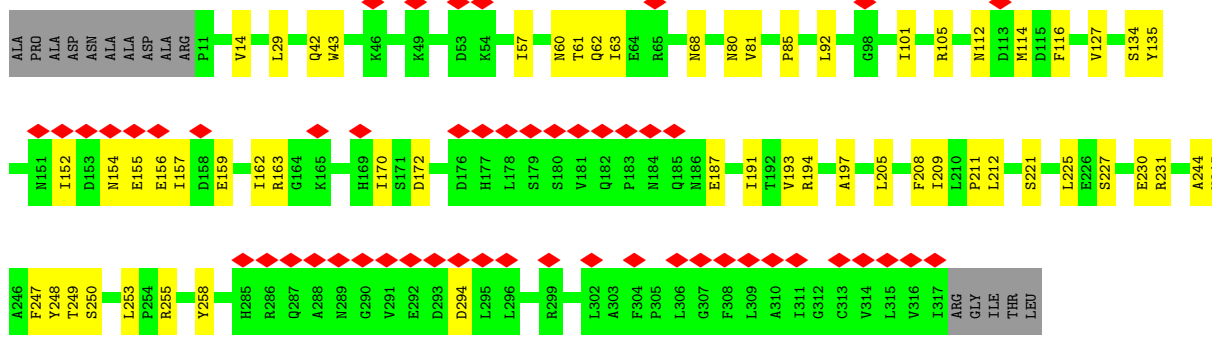 ALA PRO ALA ASP ASN ALA ALA ASP ALA ARG P11 V14 L29 Q42 W43 K46 K49 D53 K54 I57 N60 T61 Q62 I63 E64 R65 N68 N80 V81 P85 L92 G98 I101 R105 N112 D113 M114 D115 F116 V127 S134 Y135
N151 I152 D153 N154 E155 E156 I157 D158 E159 I162 R163 G164 K165 H169 I170 S171 D172 D176 H177 L178 S179 S180 V181 Q182 P183 N184 Q185 N186 E187 I191 T192 V193 R194 A197 L205 F208 I209 L210 P211 L212 S221 L225 E226 S227 E230 R231 A244
A246 F247 Y248 T249 S250 L253 P254 R255 Y258 H285 R286 Q287 A288 N289 G290 V291 E292 D293 D294 L295 L296 R299 L302 A303 F304 P305 L306 G307 F308 L309 A310 I311 G312 C313 V314 L315 V316 I317 ARG GLY ILE THR LEU